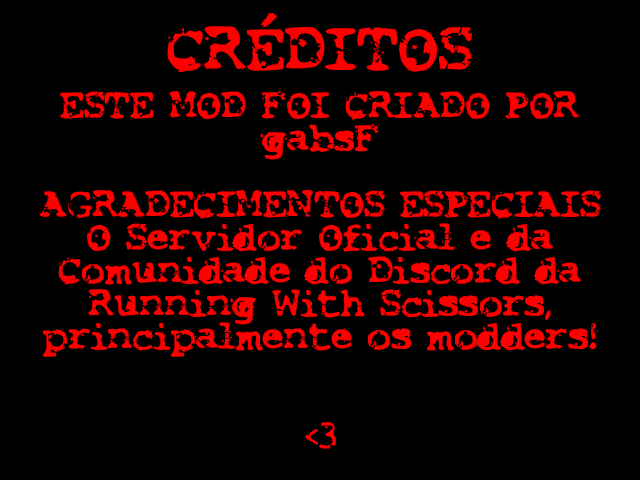 CRÉDITOS
ESTE MOD FOI CRIADO POR
gabsF
AGRADECIMENTOS ESPECIAIS
O Servidor Oficial e da
Comunidade do Discord da
Running With Scissors,
principalmente os modders!
<3